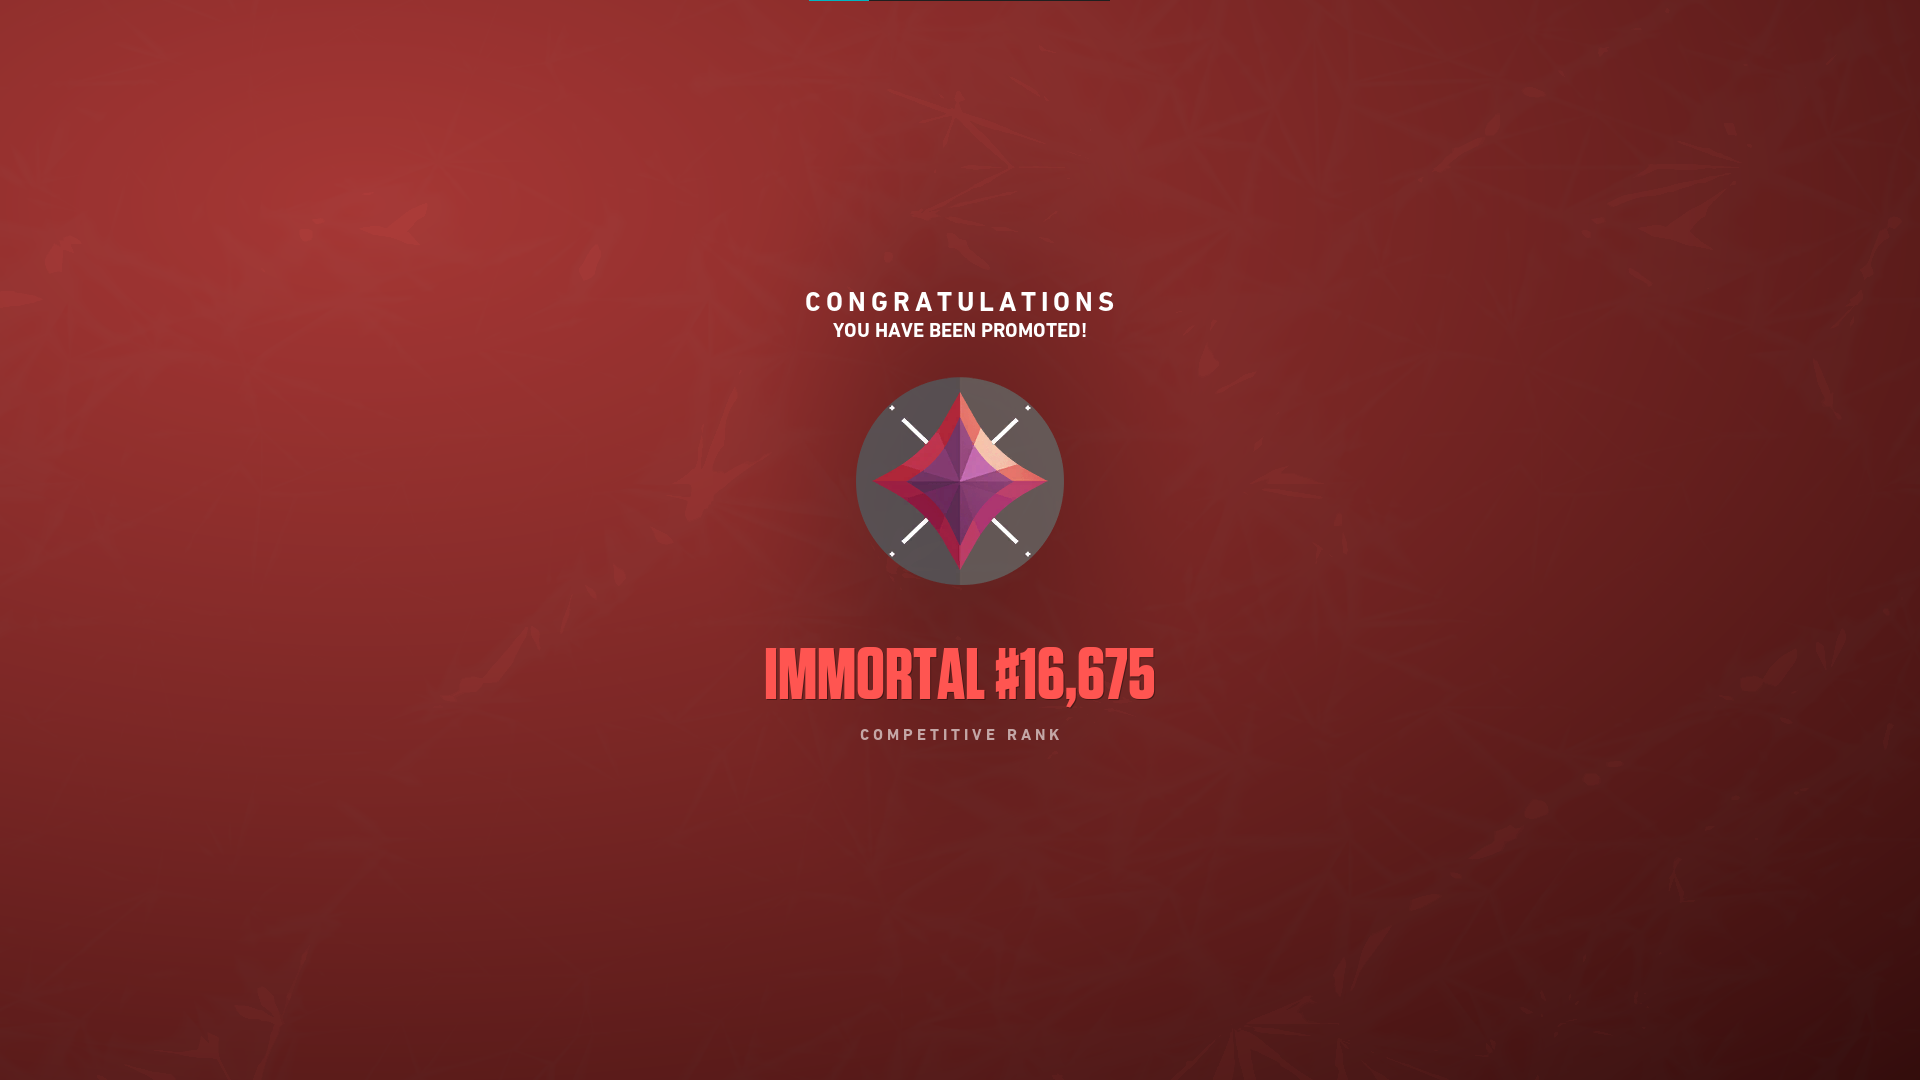 CONGRATULATIONS
YOU HAVE BEEN PROMOTED!
IMMORTAL #16,675
COMPETITIVE RANK